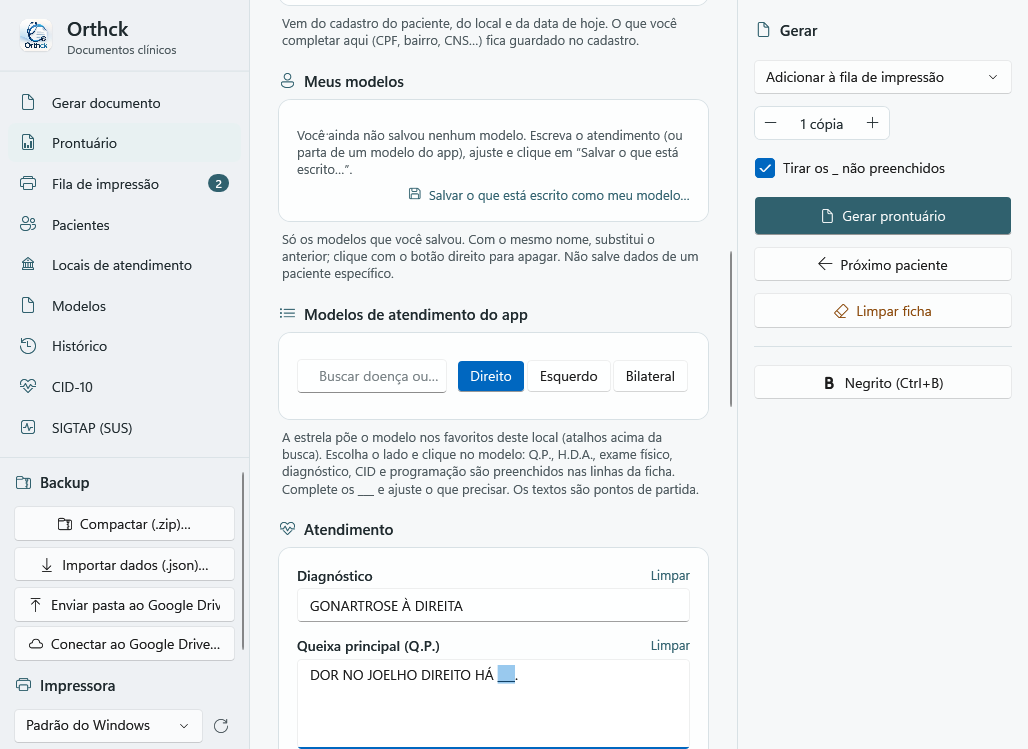 Orthck
Orthck
Documentos clínicos
Gerar documento
Prontuário
Fila de impressão
2
Pacientes
Locais de atendimento
Modelos
Histórico
CID-10
SIGTAP (SUS)
Backup
Compactar (.zip)...
Importar dados (.json)...
Enviar pasta ao Google Driv
Conectar ao Google Drive...
Impressora
Padrão do Windows
Vem do cadastro do paciente, do local e da data de hoje. O que você
completar aqui (CPF, bairro, CNS...) fica guardado no cadastro.
Meus modelos
Você ainda não salvou nenhum modelo. Escreva o atendimento (ou
parta de um modelo do app), ajuste e clique em “Salvar o que está
escrito...”.
Salvar o que está escrito como meu modelo...
Só os modelos que você salvou. Com o mesmo nome, substitui o
anterior; clique com o botão direito para apagar. Não salve dados de um
paciente específico.
Modelos de atendimento do app
Buscar doença ou...
Direito
Esquerdo
Bilateral
A estrela põe o modelo nos favoritos deste local (atalhos acima da
busca). Escolha o lado e clique no modelo: Q.P., H.D.A., exame físico,
diagnóstico, CID e programação são preenchidos nas linhas da ficha.
Complete os ___ e ajuste o que precisar. Os textos são pontos de partida.
Atendimento
Diagnóstico
Limpar
GONARTROSE À DIREITA
Queixa principal (Q.P.)
Limpar
DOR NO JOELHO DIREITO HÁ ___.
Gerar
Adicionar à fila de impressão
1 cópia
Tirar os _ não preenchidos
Gerar prontuário
Próximo paciente
Limpar ficha
B Negrito (Ctrl+B)